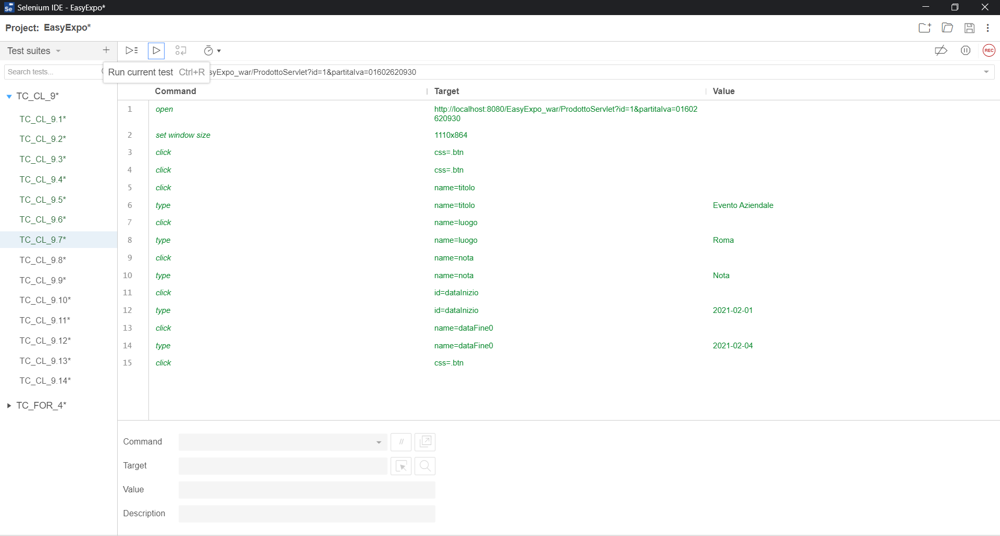 Selenium IDE - EasyExpo*
Project: EasyExpo*
Test suites
REC
Search tests...
Run current test Ctrl+R
syExpo_war/ProdottoServlet?id=1&partitaIva=01602620930
Command Target Value
TC_CL_9*
TC_CL_9.1*
TC_CL_9.2*
TC_CL_9.3*
TC_CL_9.4*
TC_CL_9.5*
TC_CL_9.6*
TC_CL_9.7*
TC_CL_9.8*
TC_CL_9.9*
TC_CL_9.10*
TC_CL_9.11*
TC_CL_9.12*
TC_CL_9.13*
TC_CL_9.14*
TC_FOR_4*
1 open http://localhost:8080/EasyExpo_war/ProdottoServlet?id=1&partitaIva=01602
620930
2 set window size 1110x864
3 click css=.btn
4 click css=.btn
5 click name=titolo
6 type name=titolo Evento Aziendale
7 click name=luogo
8 type name=luogo Roma
9 click name=nota
10 type name=nota Nota
11 click id=dataInizio
12 type id=dataInizio 2021-02-01
13 click name=dataFine0
14 type name=dataFine0 2021-02-04
15 click css=.btn
Command //
Target
Value
Description